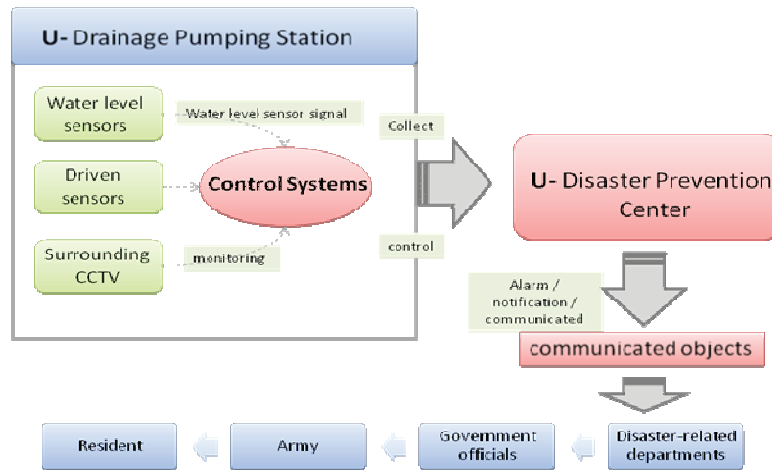 U- Drainage Pumping Station
Water level
sensors
Water level sensor signal
Driven
sensors
Control Systems
Surrounding
CCTV
monitoring
Collect
control
U- Disaster Prevention
Center
Alarm /
notification /
communicated
communicated objects
Resident
Army
Government
officials
Disaster-related
departments